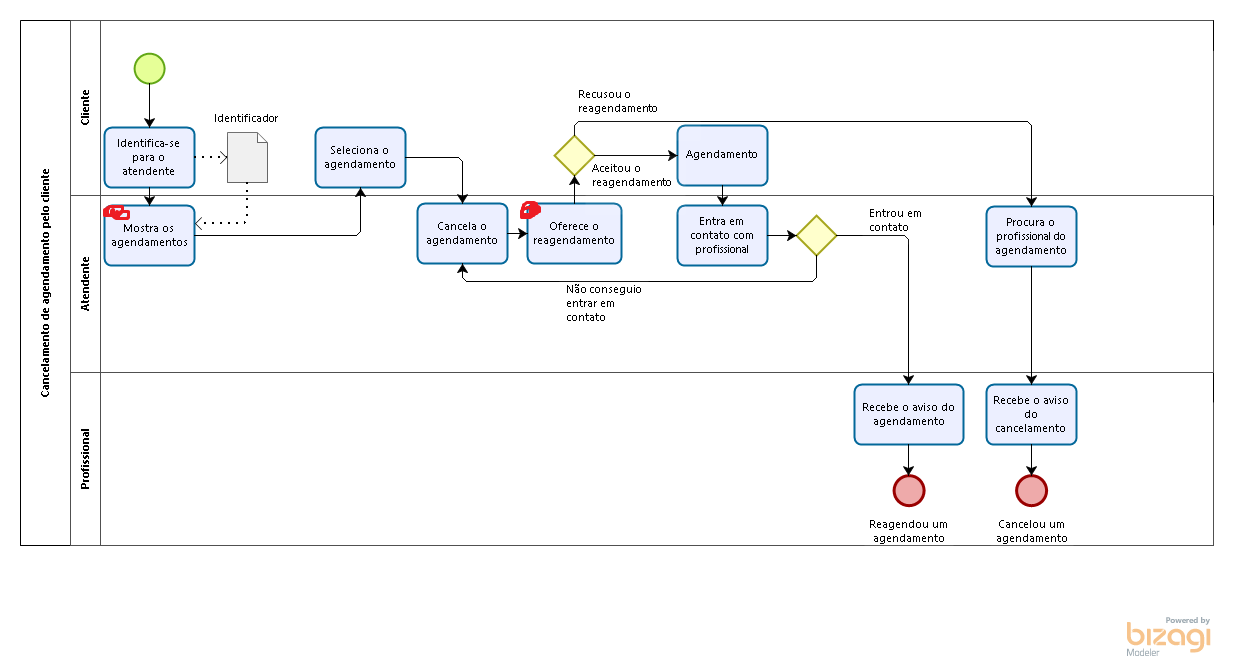 Cancelamento de agendamento pelo cliente
Cliente
Identifica-se
para o
atendente
Identificador
Seleciona o
agendamento
Recusou o
reagendamento
Aceitou o
reagendamento
Agendamento
Atendente
Mostra os
agendamentos
Cancela o
agendamento
Oferece o
reagendamento
Entra em
contato com
profissional
Entrou em
contato
Não conseguio
entrar em
contato
Procura o
profissional do
agendamento
Profissional
Recebe o aviso do
agendamento
Recebe o aviso
do
cancelamento
Reagendou um
agendamento
Cancelou um
agendamento
Powered by
bizagi
Modeler